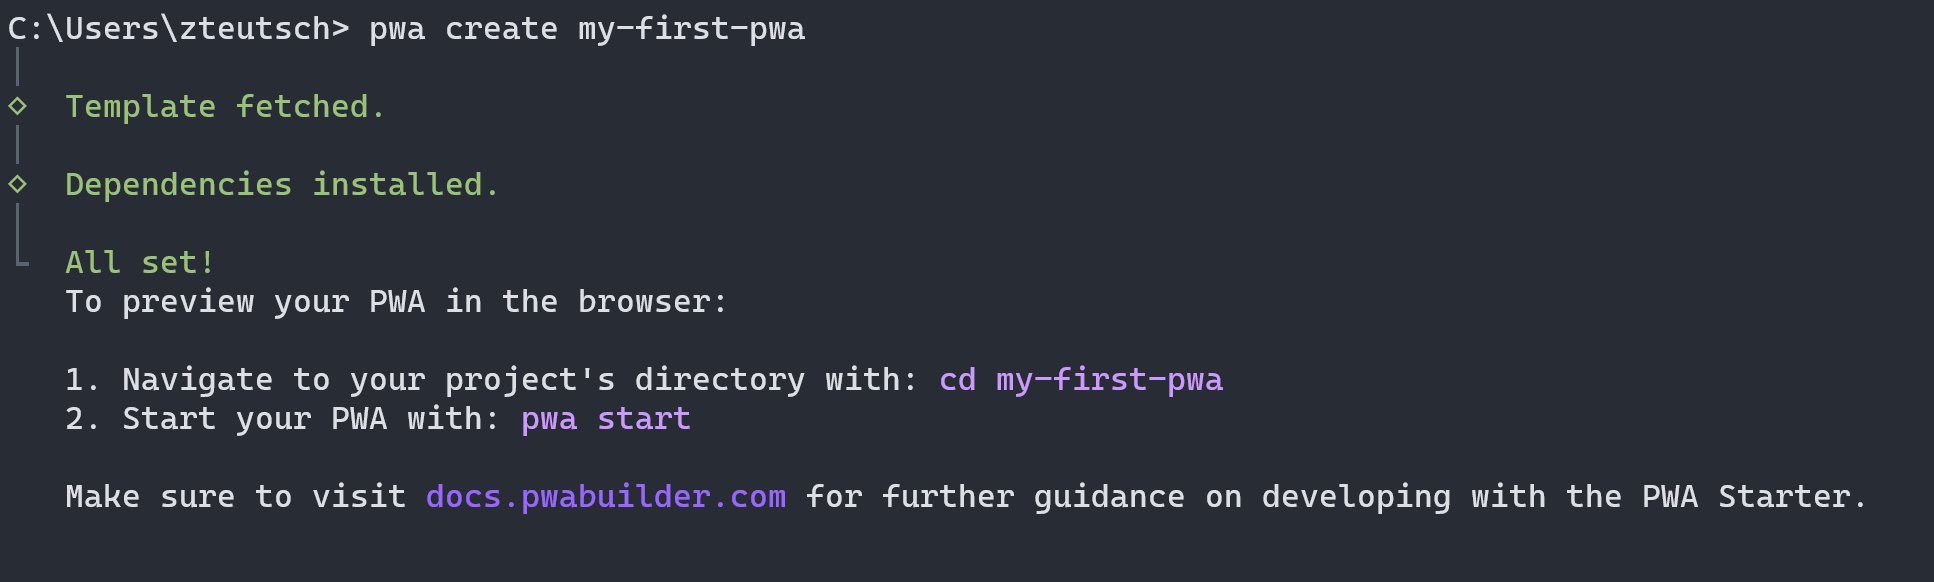 C:\Users\zteutsch> pwa create my-first-pwa
Template fetched.
Dependencies installed.
All set!
To preview your PWA in the browser:
1. Navigate to your project's directory with: cd my-first-pwa
2. Start your PWA with: pwa start
Make sure to visit docs.pwabuilder.com for further guidance on developing with the PWA Starter.